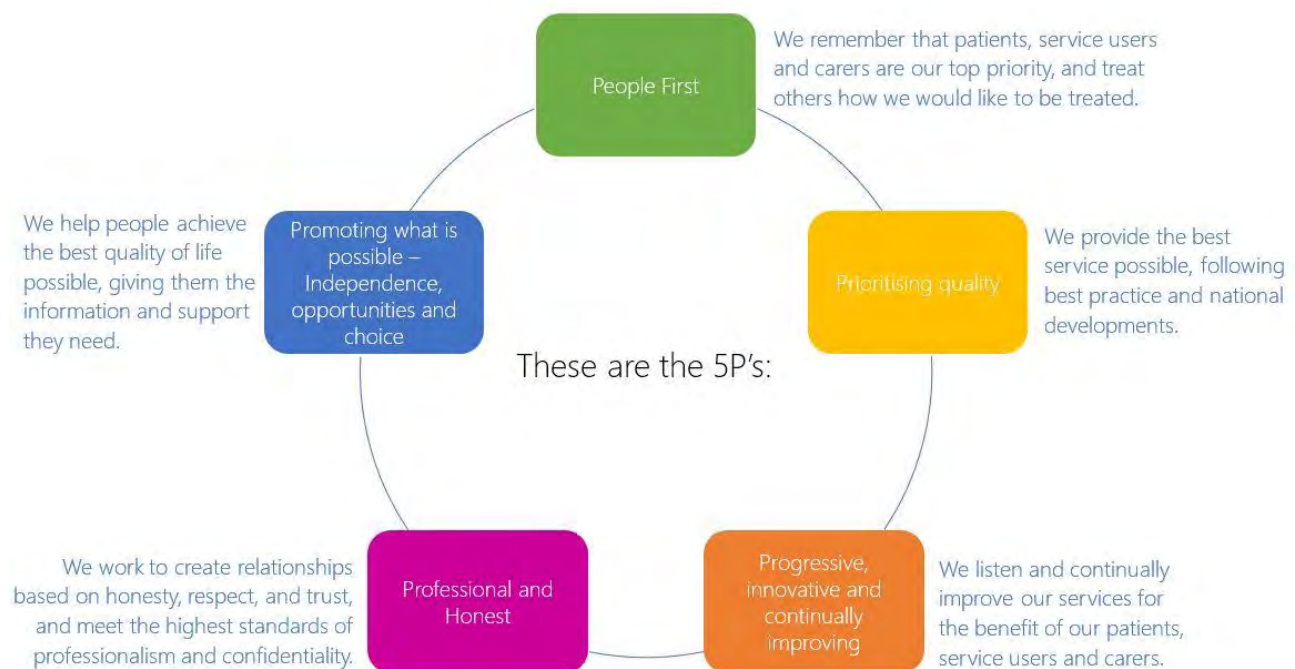 People First
We remember that patients, service users
and carers are our top priority, and treat
others how we would like to be treated.
Prioritising quality
We provide the best
service possible, following
best practice and national
developments.
Progressive,
innovative and
continually
improving
We listen and continually
improve our services for
the benefit of our patients,
service users and carers.
Professional and
Honest
We work to create relationships
based on honesty, respect, and trust,
and meet the highest standards of
professionalism and confidentiality.
Promoting what is
possible –
Independence,
opportunities and
choice
We help people achieve
the best quality of life
possible, giving them the
information and support
they need.
These are the 5P's: